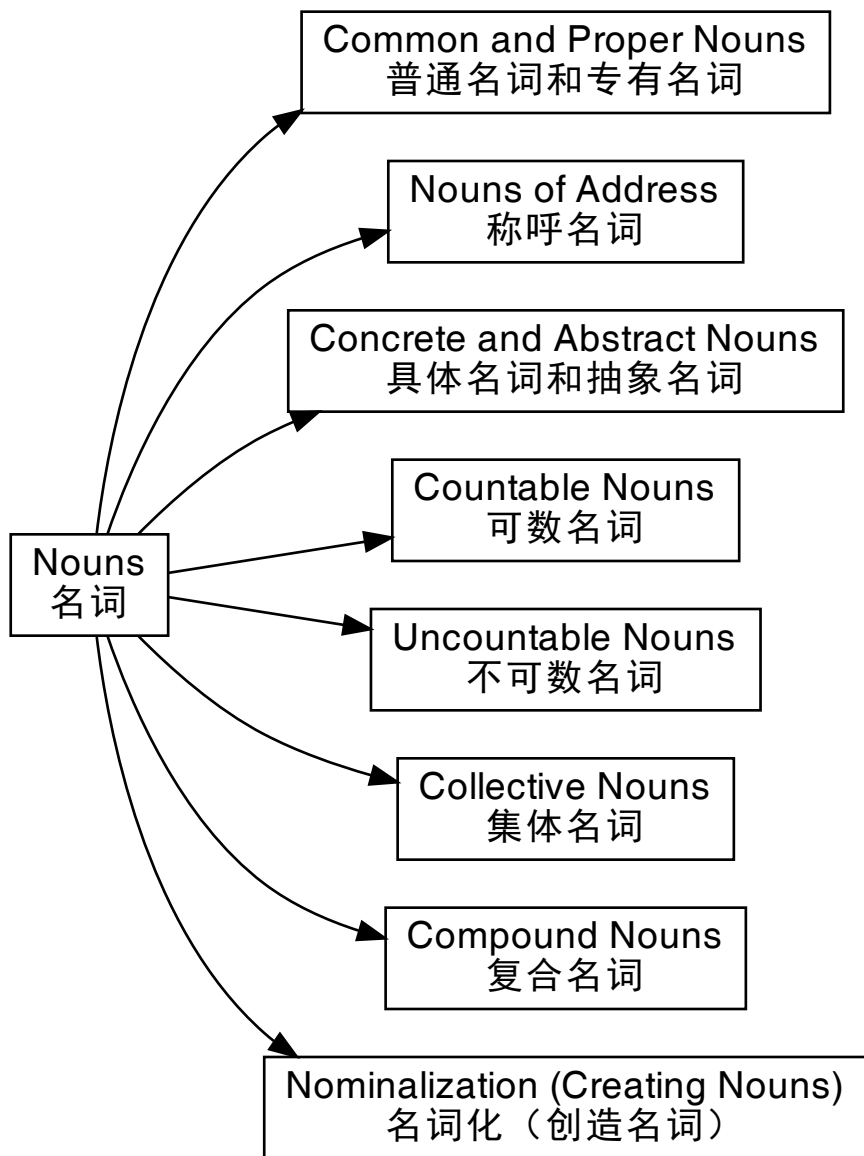 Common and Proper Nouns
普通名词和专有名词
Nouns of Address
称呼名词
Concrete and Abstract Nouns
具体名词和抽象名词
Countable Nouns
可数名词
Nouns
名词
Uncountable Nouns
不可数名词
Collective Nouns
集体名词
Compound Nouns
复合名词
Nominalization (Creating Nouns)
名词化（创造名词）